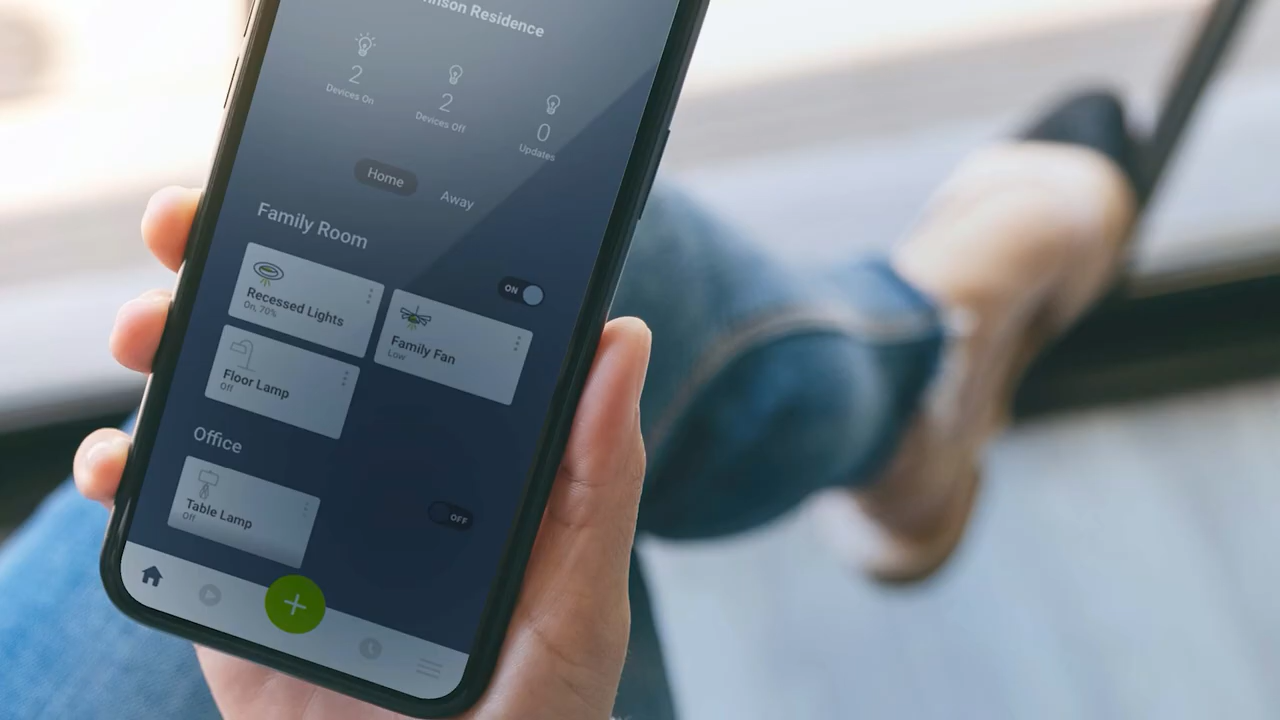 Residence
2
Devices On
2
Devices Off
0
Updates
Home
Away
Family Room
ON
Recessed Lights
On, 70%
Family Fan
Low
Floor Lamp
Off
Office
OFF
Table Lamp
Off